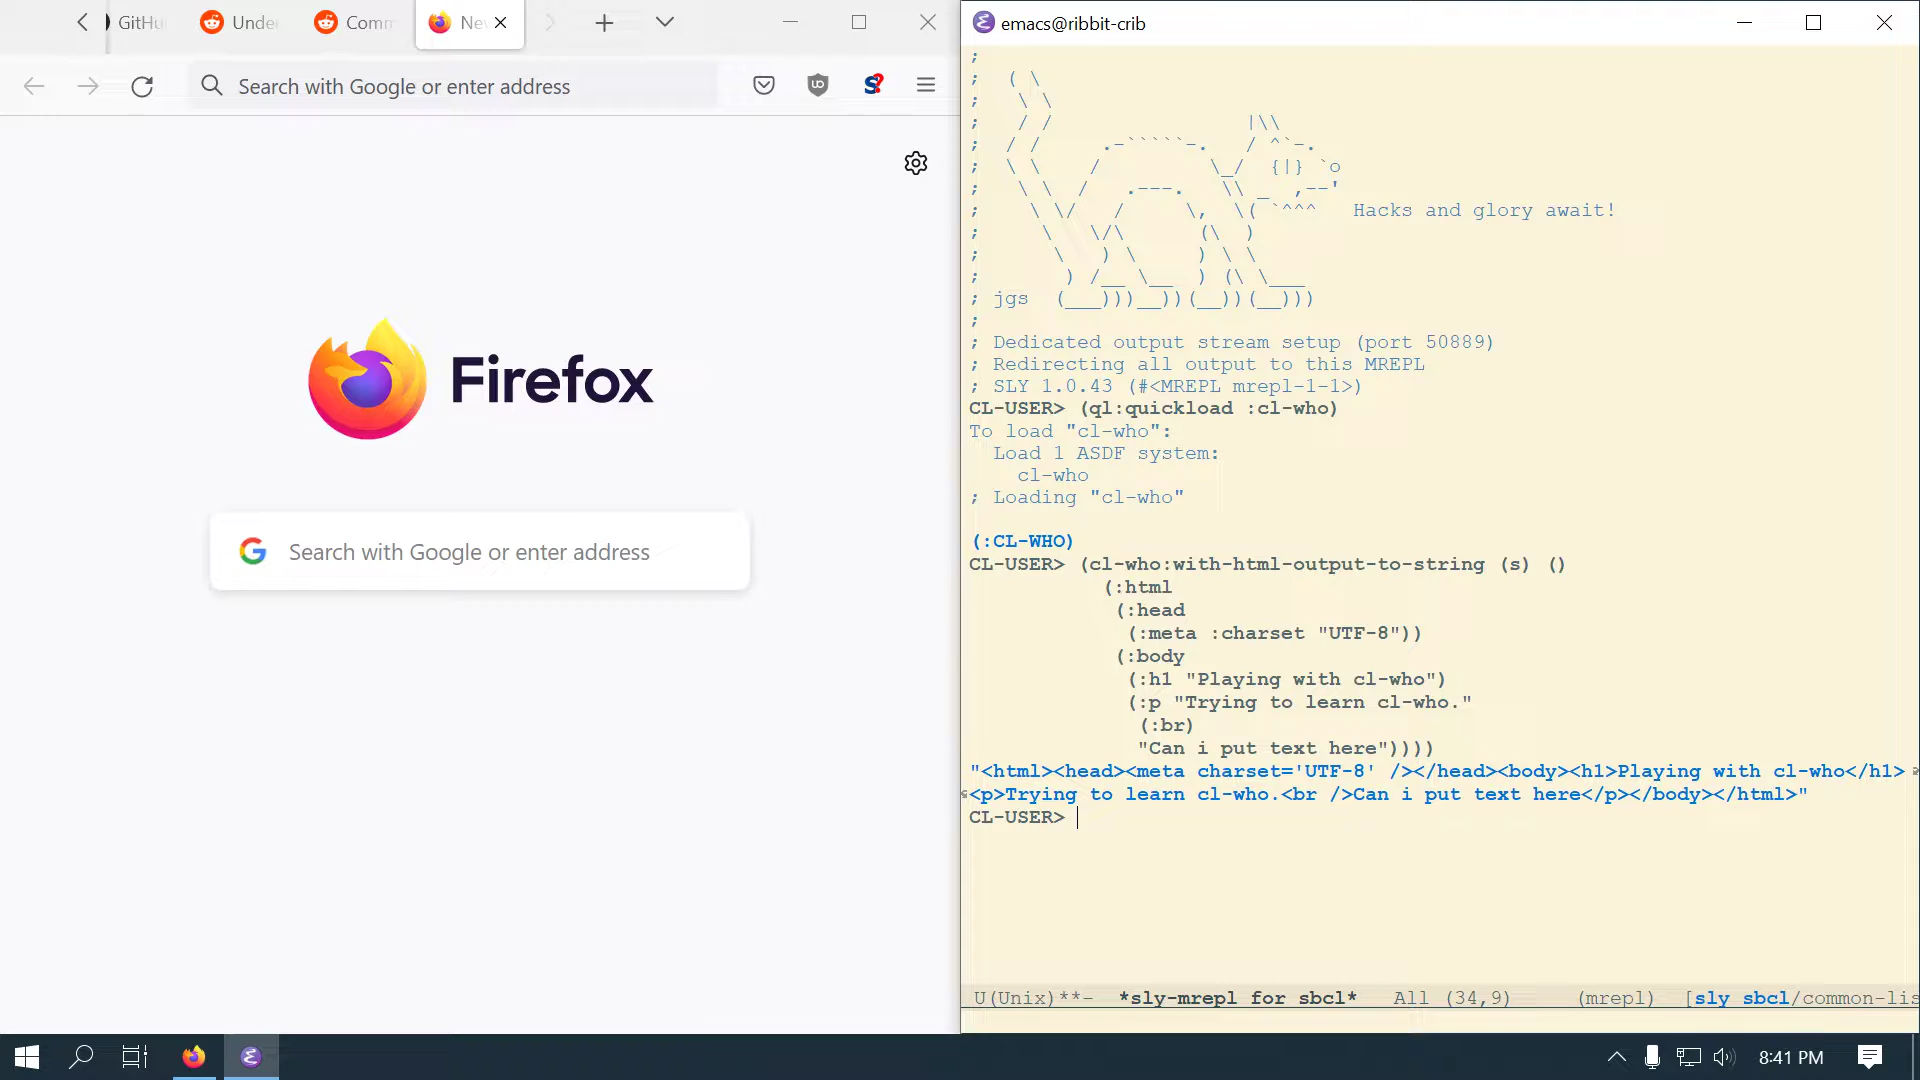 GitHu
Unde
Comm
Ne
Search with Google or enter address
Firefox
Search with Google or enter address
emacs@ribbit-crib
;
;  ( \
;   \ \
;   / /                |\\
;  / /     .-`````-.   / ^`-.
;  \ \    /         \_/  {|} `o
;   \ \  /   .---.   \\ _  ,--'
;    \ \/   /     \,  \( `^^^   Hacks and glory await!
;     \   \/\      (\  )
;      \   ) \     ) \ \
;       ) /__ \__  ) (\ \___
; jgs  (___)))__))(__))(__)))
;
; Dedicated output stream setup (port 50889)
; Redirecting all output to this MREPL
; SLY 1.0.43 (#<MREPL mrepl-1-1>)
CL-USER> (ql:quickload :cl-who)
To load "cl-who":
  Load 1 ASDF system:
    cl-who
; Loading "cl-who"
(:CL-WHO)
CL-USER> (cl-who:with-html-output-to-string (s) ()
           (:html
            (:head
             (:meta :charset "UTF-8"))
            (:body
             (:h1 "Playing with cl-who")
             (:p "Trying to learn cl-who."
              (:br)
              "Can i put text here"))))
"<html><head><meta charset='UTF-8' /></head><body><h1>Playing with cl-who</h1>
<p>Trying to learn cl-who.<br />Can i put text here</p></body></html>"
CL-USER>
U(Unix)**-  *sly-mrepl for sbcl*   All (34,9)      (mrepl)  [sly sbcl/common-lis
8:41 PM